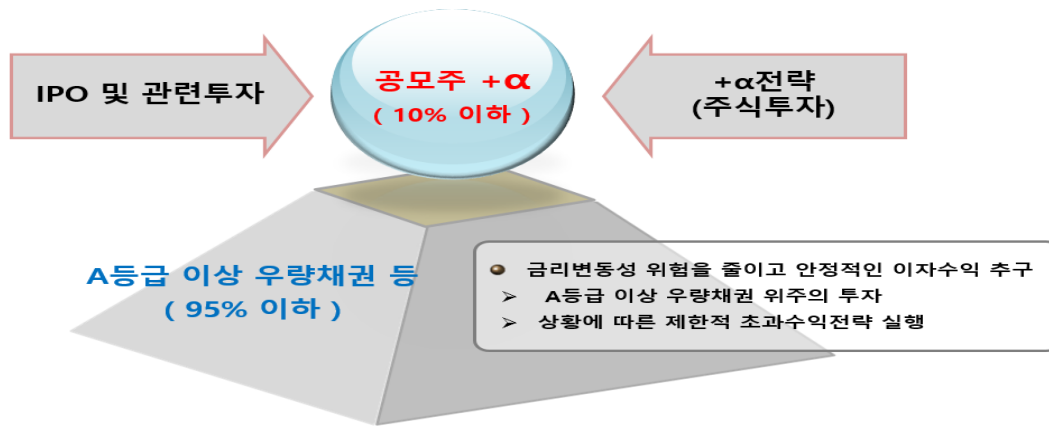 IPO 및 관련투자
공모주 +α
( 10% 이하 )
+α전략
(주식투자)
A등급 이상 우량채권 등
( 95% 이하 )
금리변동성 위험을 줄이고 안정적인 이자수익 추구
➢ A등급 이상 우량채권 위주의 투자
➢ 상황에 따른 제한적 초과수익전략 실행